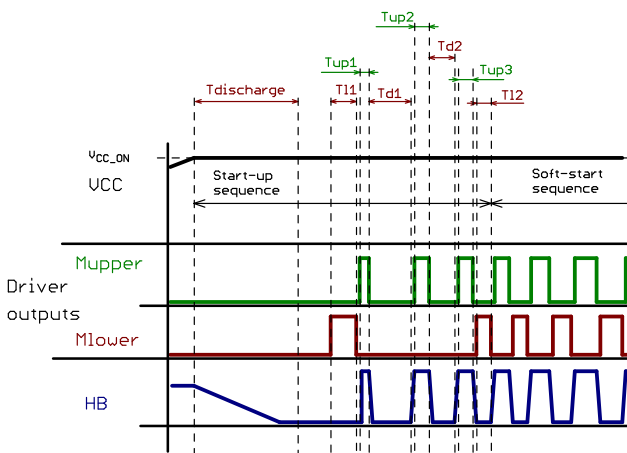 Tup2
Td2
Tup1
Tup3
Tdischarge
Tl1
Td1
Tl2
VCC_ON
VCC
Start-up
sequence
Soft-start
sequence
Mupper
Driver
outputs
Mlower
HB